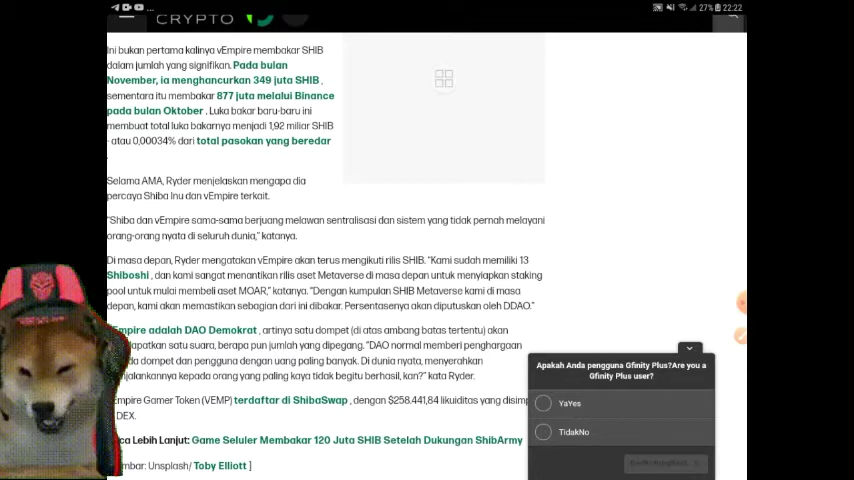 27% 22:22
CRYPTO
Ini bukan pertama kalinya vEmpire membakar SHIB
dalam jumlah yang signifikan. Pada bulan
November, ia menghancurkan 349 juta SHIB ,
sementara itu membakar 877 juta melalui Binance
pada bulan Oktober . Luka bakar baru-baru ini
membuat total luka bakarnya menjadi 1,92 miliar SHIB
- atau 0,00034% dari total pasokan yang beredar
.
Selama AMA, Ryder menjelaskan mengapa dia
percaya Shiba Inu dan vEmpire terkait.
"Shiba dan vEmpire sama-sama berjuang melawan sentralisasi dan sistem yang tidak pernah melayani
orang-orang nyata di seluruh dunia," katanya.
Di masa depan, Ryder mengatakan vEmpire akan terus mengikuti rilis SHIB. "Kami sudah memiliki 13
Shiboshi , dan kami sangat menantikan rilis aset Metaverse di masa depan untuk menyiapkan staking
pool untuk mulai membeli aset MOAR," katanya. "Dengan kumpulan SHIB Metaverse kami di masa
depan, kami akan memastikan sebagian dari ini dibakar. Persentasenya akan diputuskan oleh DDAO."
Empire adalah DAO Demokrat , artinya satu dompet (di atas ambang batas tertentu) akan
dapatkan satu suara, berapa pun jumlah yang dipegang. "DAO normal memberi penghargaan
da dompet dan pengguna dengan uang paling banyak. Di dunia nyata, menyerahkan
njalankannya kepada orang yang paling kaya tidak begitu berhasil, kan?" kata Ryder.
Empire Gamer Token (VEMP) terdaftar di ShibaSwap , dengan $258.441,84 likuiditas yang disimp
DEX.
ca Lebih Lanjut: Game Seluler Membakar 120 Juta SHIB Setelah Dukungan ShibArmy
mbar: Unsplash/ Toby Elliott ]
Apakah Anda pengguna Gfinity Plus?Are you a
Gfinity Plus user?
YaYes
TidakNo